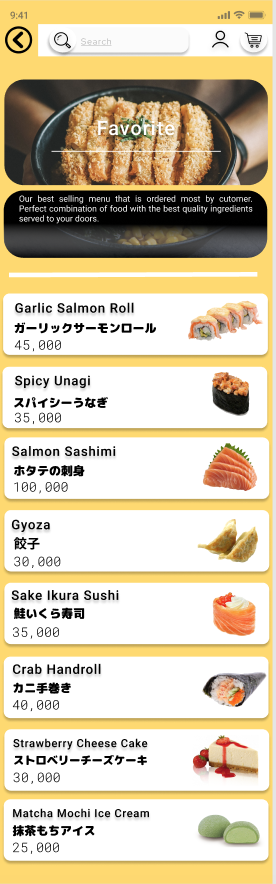 9:41
Search
Favorite
Our best selling menu that is ordered most by cutomer.
Perfect combination of food with the best quality ingredients
served to your doors.
Garlic Salmon Roll
ガーリックサーモンロール
45,000
Spicy Unagi
スパイシーうなぎ
35,000
Salmon Sashimi
ホタテの刺身
100,000
Gyoza
餃子
30,000
Sake Ikura Sushi
鮭いくら寿司
35,000
Crab Handroll
カニ手巻き
40,000
Strawberry Cheese Cake
ストロベリーチーズケーキ
30,000
Matcha Mochi Ice Cream
抹茶もちアイス
25,000